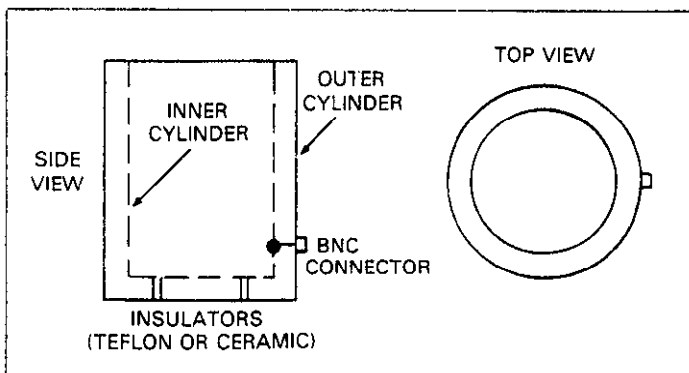 TOP VIEW
OUTER
CYLINDER
INNER
CYLINDER
SIDE
VIEW
BNC
CONNECTOR
INSULATORS
(TEFLON OR CERAMIC)